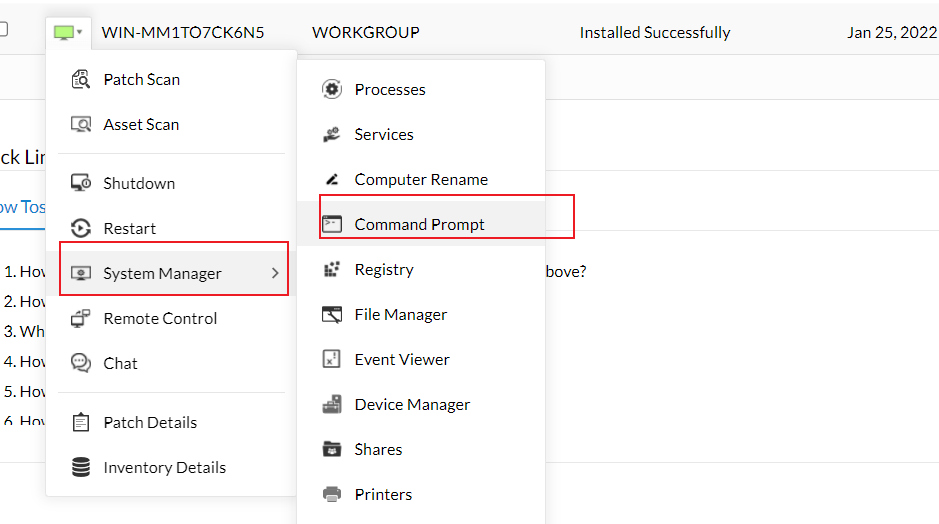 WIN-MM1TO7CK6N5 WORKGROUP Installed Successfully Jan 25, 2022
Patch Scan
Asset Scan
Shutdown
Restart
System Manager
Remote Control
Chat
Patch Details
Inventory Details
Processes
Services
Computer Rename
Command Prompt
Registry
File Manager
Event Viewer
Device Manager
Shares
Printers
ck Lin
ow Tos
1. How
bove?
2. How
3. Wh
4. How
5. How
6. How